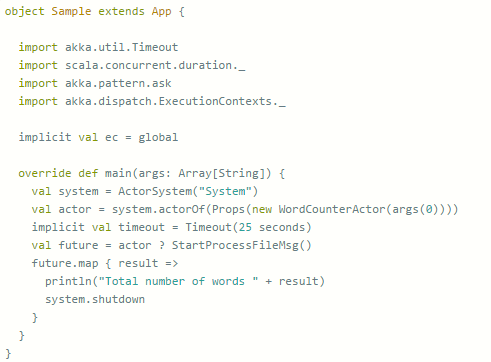 object Sample extends App {
import akka.util.Timeout
import scala.concurrent.duration._
import akka.pattern.ask
import akka.dispatch.ExecutionContexts._
implicit val ec = global
override def main(args: Array[String]) {
val system = ActorSystem("System")
val actor = system.actorOf(Props(new WordCounterActor(args(0))))
implicit val timeout = Timeout(25 seconds)
val future = actor ? StartProcessFileMsg()
future.map { result =>
println("Total number of words " + result)
system.shutdown
}
}
}